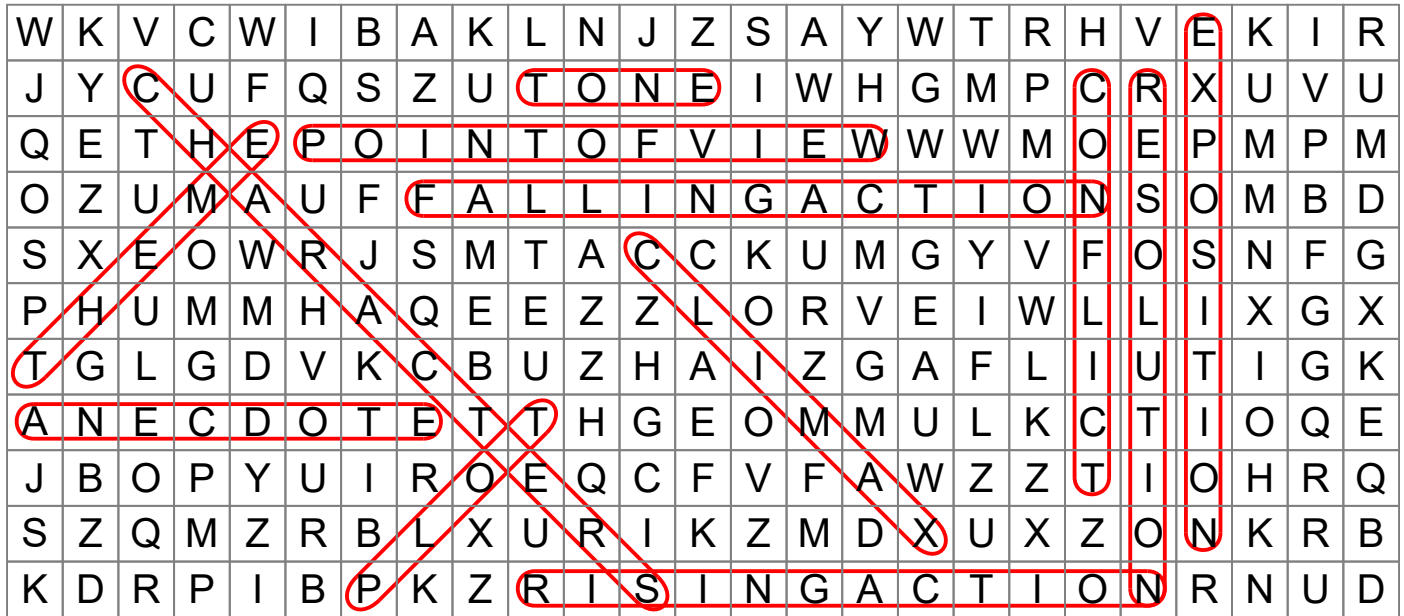 W K V C W I B A K L N J Z S A Y W T R H V E K I R
J Y C U F Q S Z U T O N E I W H G M P C R X U V U
Q E T H E P O I N T O F V I E W W W M O E P M P M
O Z U M A U F F A L L I N G A C T I O N S O M B D
S X E O W R J S M T A C C K U M G Y V F O S N F G
P H U M M H A Q E E Z Z L O R V E I W L L I X G X
T G L G D V K C B U Z H A I Z G A F L I U T I G K
A N E C D O T E T T H G E O M M U L K C T I O Q E
J B O P Y U I R O E Q C F V F A W Z Z T I O H R Q
S Z Q M Z R B L X U R I K Z M D X U X Z O N K R B
K D R P I B P K Z R I S I N G A C T I O N R N U D